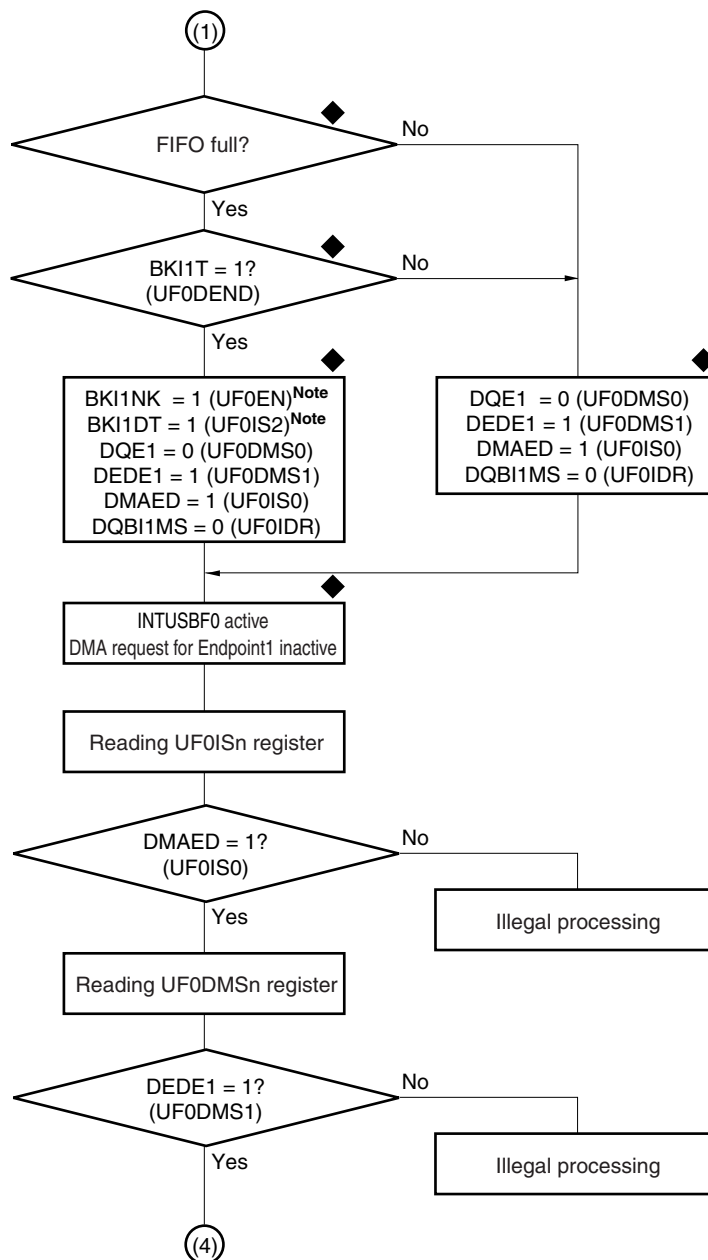 (1)
FIFO full?
No
Yes
BKI1T = 1?
(UF0DEND)
No
Yes
BKI1NK = 1 (UF0EN)Note
BKI1DT = 1 (UF0IS2)Note
DQE1 = 0 (UF0DMS0)
DEDE1 = 1 (UF0DMS1)
DMAED = 1 (UF0IS0)
DQBI1MS = 0 (UF0IDR)
DQE1 = 0 (UF0DMS0)
DEDE1 = 1 (UF0DMS1)
DMAED = 1 (UF0IS0)
DQBI1MS = 0 (UF0IDR)
INTUSBF0 active
DMA request for Endpoint1 inactive
Reading UF0ISn register
DMAED = 1?
(UF0IS0)
No
Illegal processing
Yes
Reading UF0DMSn register
DEDE1 = 1?
(UF0DMS1)
No
Illegal processing
Yes
(4)